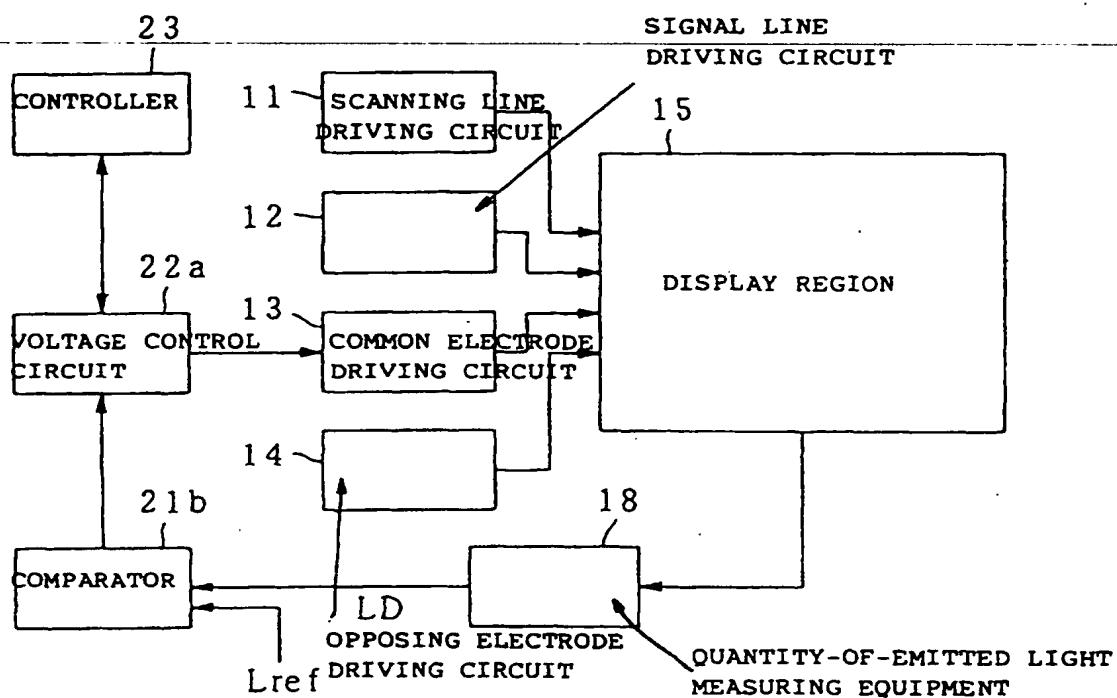 23
SIGNAL LINE
DRIVING CIRCUIT
CONTROLLER
11
SCANNING LINE
DRIVING CIRCUIT
15
12
DISPLAY REGION
22a
13
VOLTAGE CONTROL
CIRCUIT
COMMON ELECTRODE
DRIVING CIRCUIT
14
21b
18
COMPARATOR
LD
OPPOSING ELECTRODE
DRIVING CIRCUIT
Lref
QUANTITY-OF-EMITTED LIGHT
MEASURING EQUIPMENT